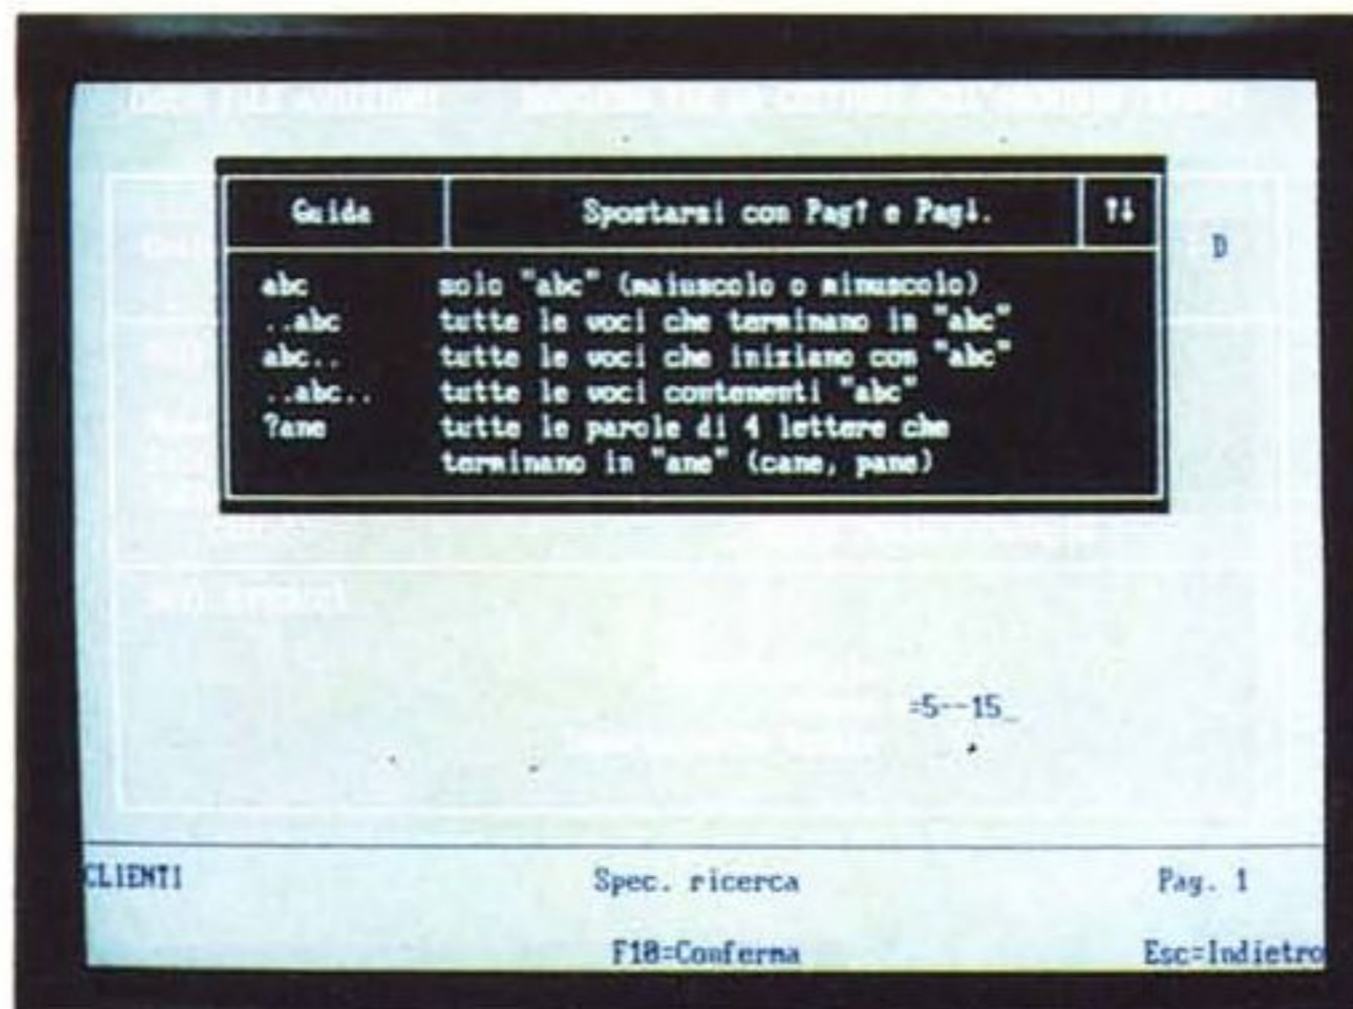 Guida Spostarsi con Pag↑ e Pag↓. ↑↓
D
abc solo "abc" (maiuscolo o minuscolo)
..abc tutte le voci che terminano in "abc"
abc.. tutte le voci che iniziano con "abc"
..abc.. tutte le voci contenenti "abc"
?ane tutte le parole di 4 lettere che
terminano in "ane" (cane, pane)
=5--15_
CLIENTI Spec. ricerca Pag. 1
F10=Conferma Esc=Indietro